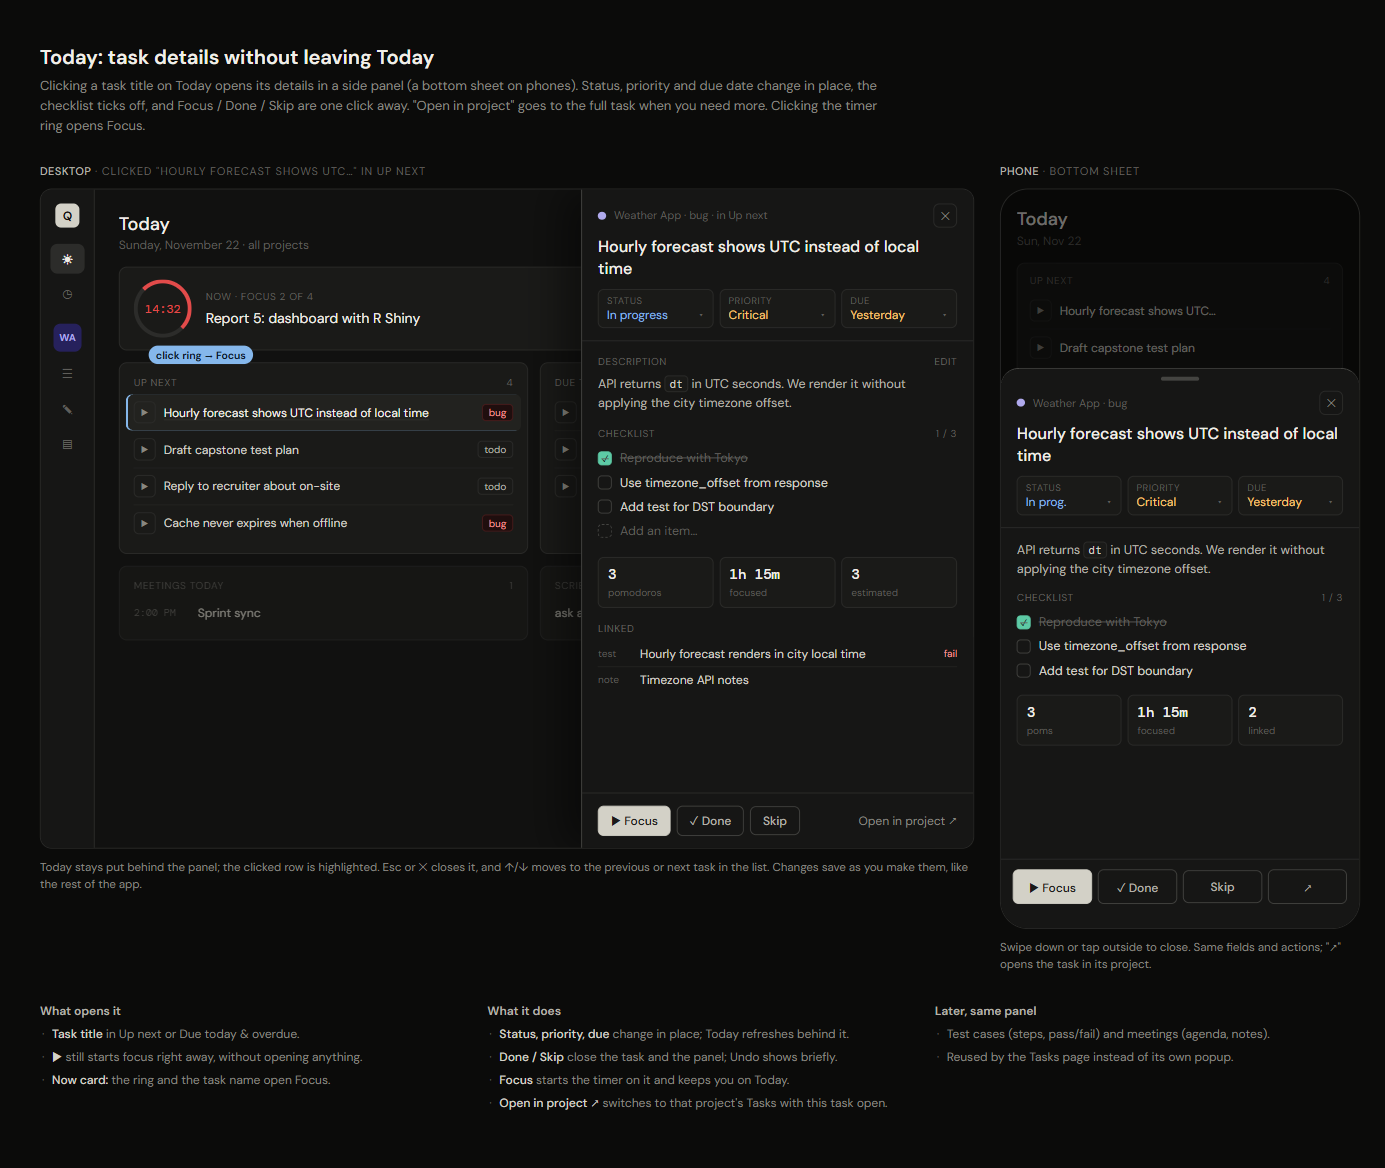 Today: task details without leaving Today
Clicking a task title on Today opens its details in a side panel (a bottom sheet on phones). Status, priority and due date change in place, the
checklist ticks off, and Focus / Done / Skip are one click away. "Open in project" goes to the full task when you need more. Clicking the timer
ring opens Focus.
DESKTOP · CLICKED "HOURLY FORECAST SHOWS UTC…" IN UP NEXT
Q
WA
Today
Sunday, November 22 · all projects
14:32
NOW · FOCUS 2 OF 4
Report 5: dashboard with R Shiny
click ring → Focus
UP NEXT 4
▶ Hourly forecast shows UTC instead of local time bug
▶ Draft capstone test plan todo
▶ Reply to recruiter about on-site todo
▶ Cache never expires when offline bug
DUE
MEETINGS TODAY 1
2:00 PM Sprint sync
ask a
Weather App · bug · in Up next
Hourly forecast shows UTC instead of local
time
STATUS
In progress
PRIORITY
Critical
DUE
Yesterday
DESCRIPTION EDIT
API returns dt in UTC seconds. We render it without
applying the city timezone offset.
CHECKLIST 1 / 3
✓ Reproduce with Tokyo
Use timezone_offset from response
Add test for DST boundary
Add an item…
3
pomodoros
1h 15m
focused
3
estimated
LINKED
test Hourly forecast renders in city local time fail
note Timezone API notes
▶ Focus
✓ Done
Skip
Open in project ↗
Today stays put behind the panel; the clicked row is highlighted. Esc or ✕ closes it, and ↑/↓ moves to the previous or next task in the list. Changes save as you make them, like
the rest of the app.
PHONE · BOTTOM SHEET
Today
Sun, Nov 22
UP NEXT 4
▶ Hourly forecast shows UTC…
▶ Draft capstone test plan
Weather App · bug
Hourly forecast shows UTC instead of local
time
STATUS
In prog.
PRIORITY
Critical
DUE
Yesterday
API returns dt in UTC seconds. We render it without
applying the city timezone offset.
CHECKLIST 1 / 3
✓ Reproduce with Tokyo
Use timezone_offset from response
Add test for DST boundary
3
poms
1h 15m
focused
2
linked
▶ Focus
✓ Done
Skip
↗
Swipe down or tap outside to close. Same fields and actions; "↗"
opens the task in its project.
What opens it
· Task title in Up next or Due today & overdue.
· ▶ still starts focus right away, without opening anything.
· Now card: the ring and the task name open Focus.
What it does
· Status, priority, due change in place; Today refreshes behind it.
· Done / Skip close the task and the panel; Undo shows briefly.
· Focus starts the timer on it and keeps you on Today.
· Open in project ↗ switches to that project's Tasks with this task open.
Later, same panel
· Test cases (steps, pass/fail) and meetings (agenda, notes).
· Reused by the Tasks page instead of its own popup.